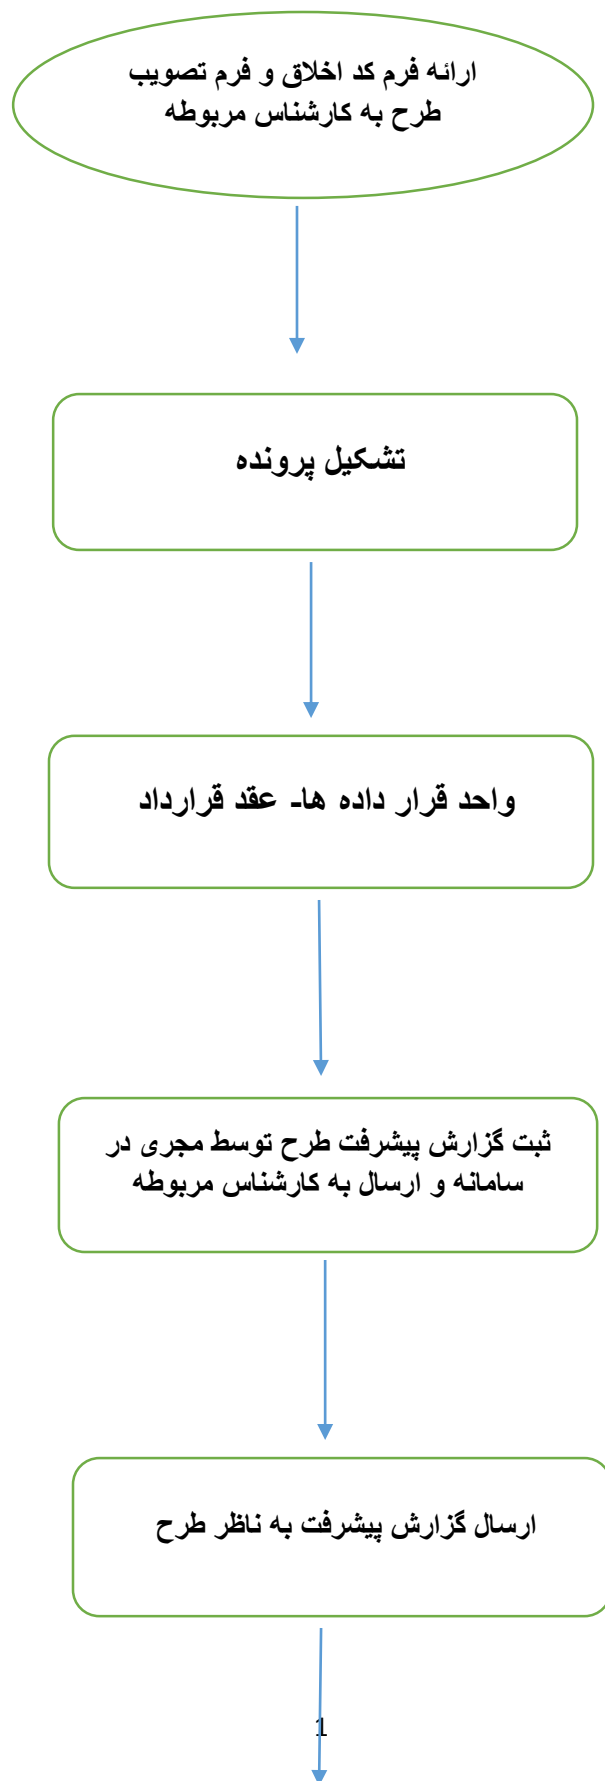 ارائه فرم کد اخلاق و فرم تصویب
طرح به کارشناس مربوطه
تشکیل پرونده
واحد قرار داده ها- عقد قرارداد
ثبت گزارش پیشرفت طرح توسط مجری در
سامانه و ارسال به کارشناس مربوطه
ارسال گزارش پیشرفت به ناظر طرح
1